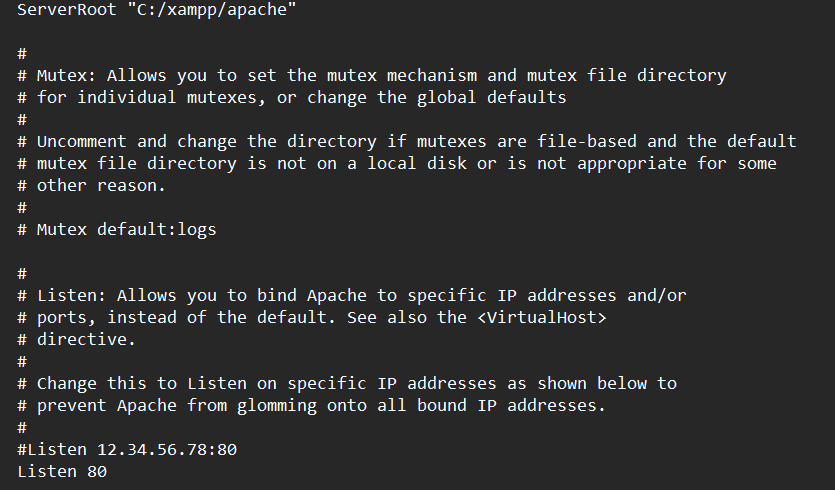 ServerRoot "C:/xampp/apache"
#
# Mutex: Allows you to set the mutex mechanism and mutex file directory
# for individual mutexes, or change the global defaults
#
# Uncomment and change the directory if mutexes are file-based and the default
# mutex file directory is not on a local disk or is not appropriate for some
# other reason.
#
# Mutex default:logs
#
# Listen: Allows you to bind Apache to specific IP addresses and/or
# ports, instead of the default. See also the <VirtualHost>
# directive.
#
# Change this to Listen on specific IP addresses as shown below to
# prevent Apache from glomming onto all bound IP addresses.
#
#Listen 12.34.56.78:80
Listen 80